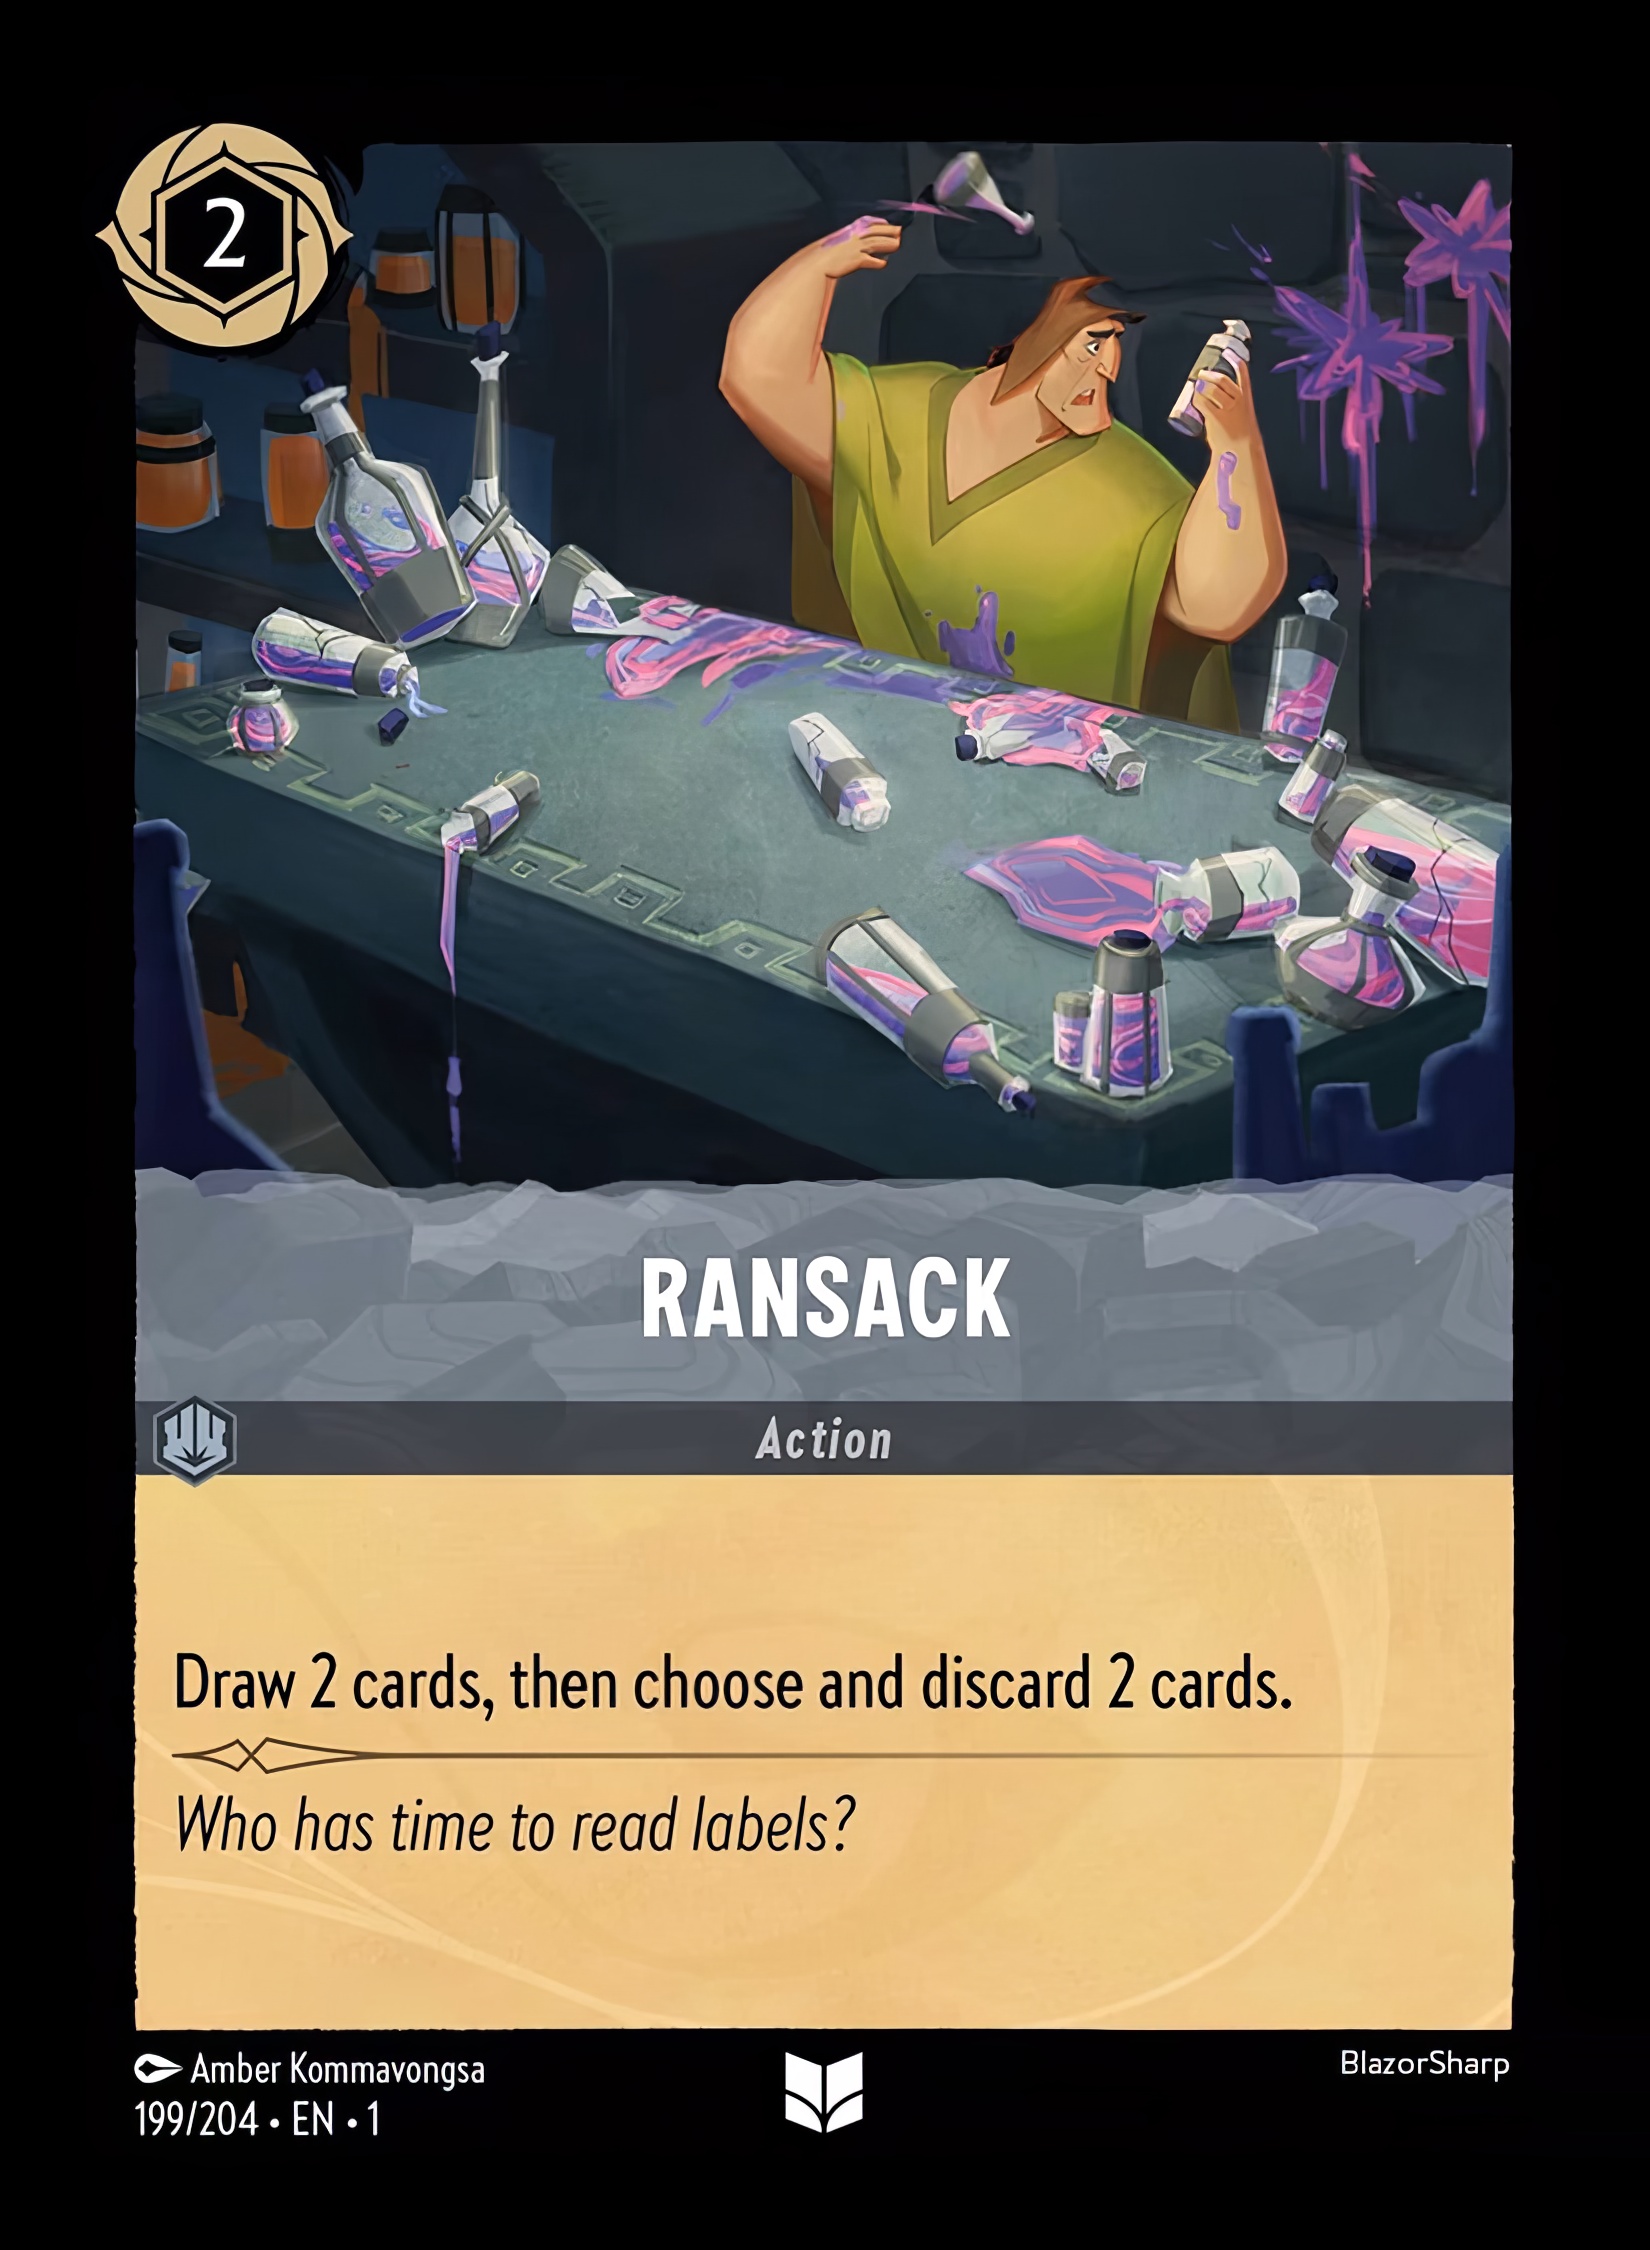 2
RANSACK
Action
Draw 2 cards, then choose and discard 2 cards.
Who has time to read labels?
Amber Kommavongsa
199/204 • EN • 1
BlazorSharp